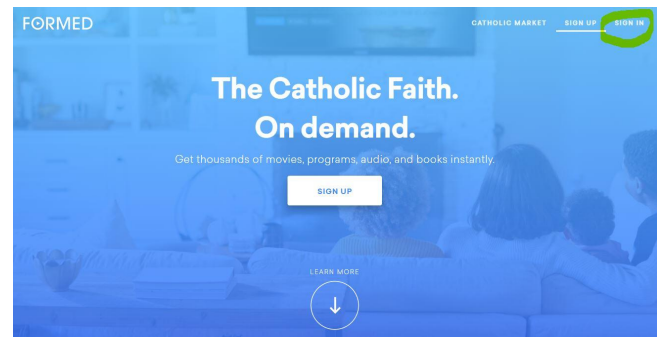 FORMED
CATHOLIC MARKET SIGN UP SIGN IN
The Catholic Faith.
On demand.
Get thousands of movies, programs, audio, and books instantly.
SIGN UP
LEARN MORE